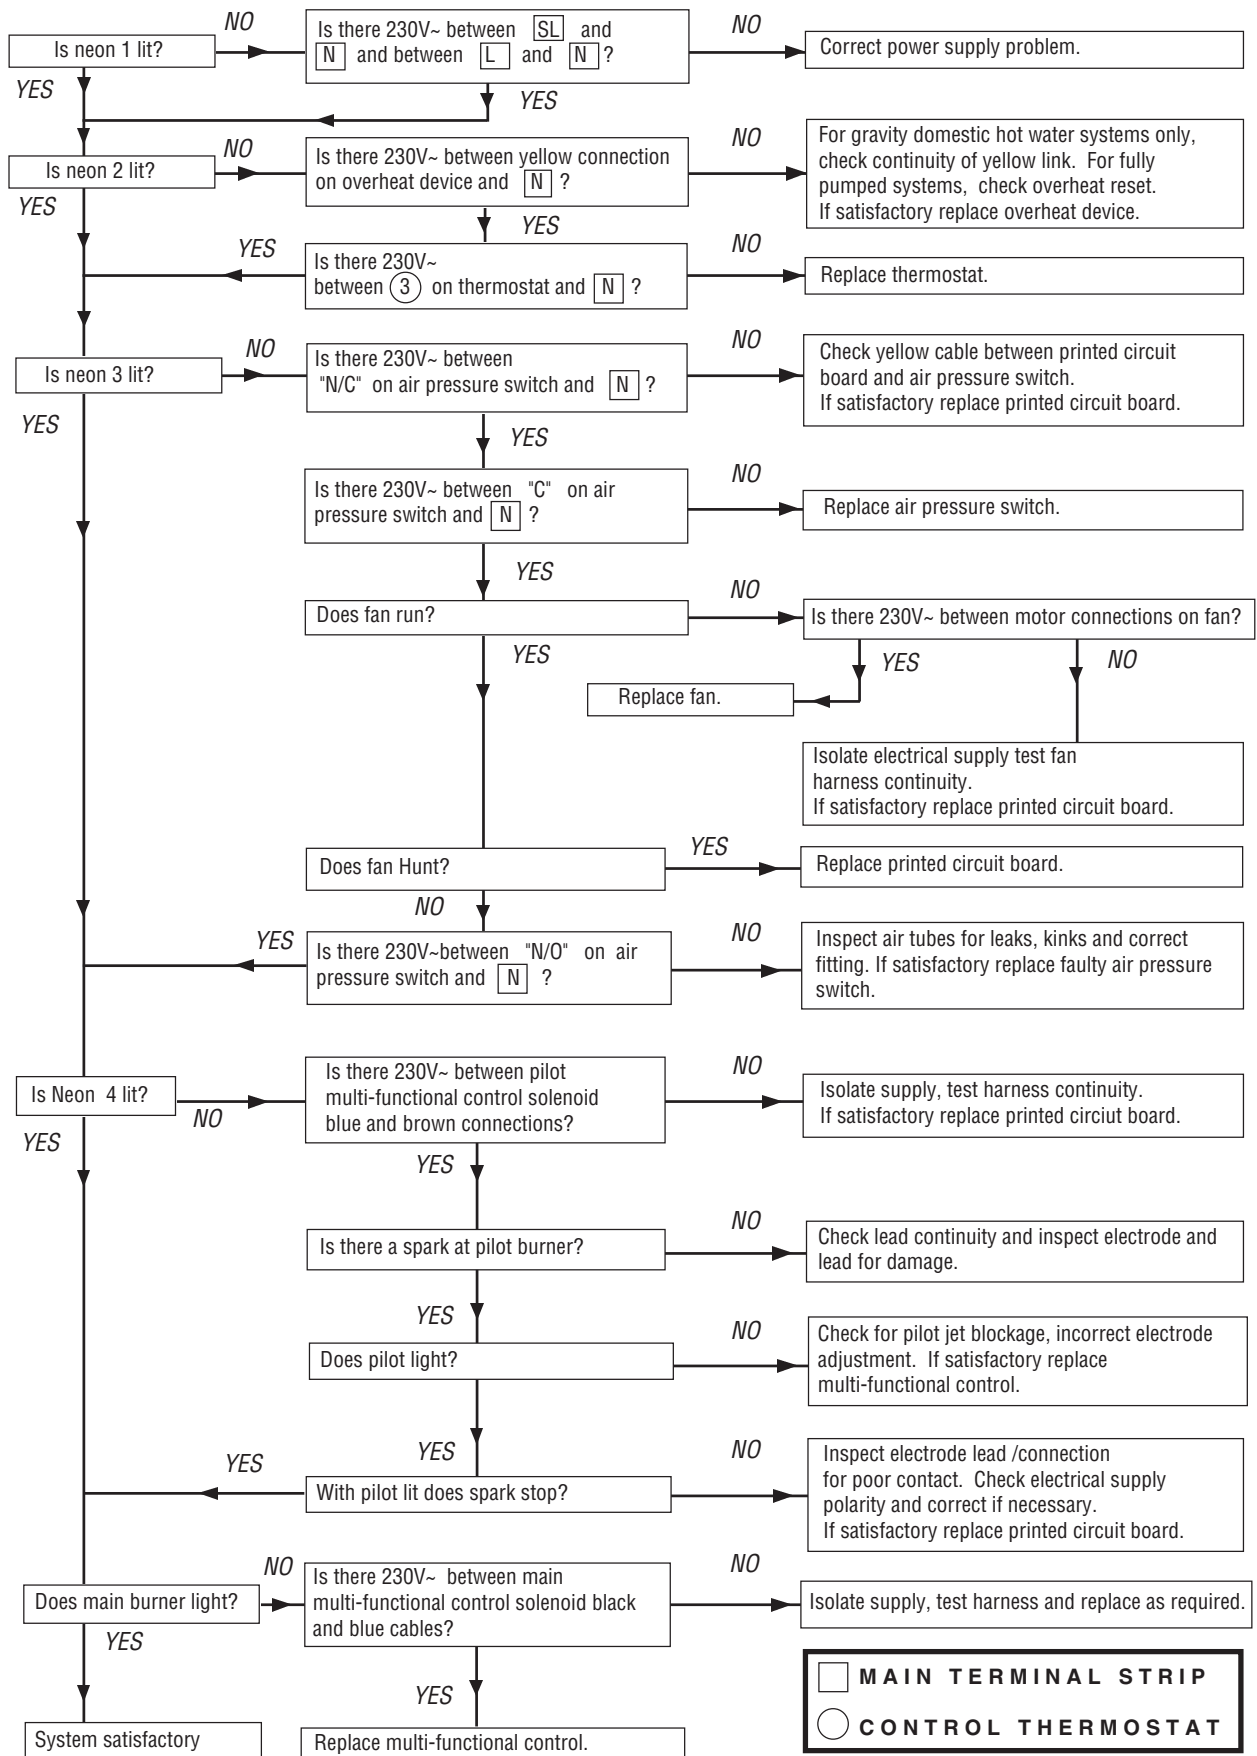 NO
Is neon 1 lit?
Is there 230V~ between SL and
N and between L and N ?
NO
Correct power supply problem.
YES
YES
Is neon 2 lit?
NO
Is there 230V~ between yellow connection
on overheat device and N ?
NO
For gravity domestic hot water systems only,
check continuity of yellow link. For fully
pumped systems, check overheat reset.
If satisfactory replace overheat device.
YES
YES
YES
Is there 230V~
between 3 on thermostat and N ?
NO
Replace thermostat.
Is neon 3 lit?
NO
Is there 230V~ between
"N/C" on air pressure switch and N ?
NO
Check yellow cable between printed circuit
board and air pressure switch.
If satisfactory replace printed circuit board.
YES
YES
Is there 230V~ between "C" on air
pressure switch and N ?
NO
Replace air pressure switch.
YES
Does fan run?
NO
Is there 230V~ between motor connections on fan?
YES
YES
NO
Replace fan.
Isolate electrical supply test fan
harness continuity.
If satisfactory replace printed circuit board.
Does fan Hunt?
YES
Replace printed circuit board.
NO
YES
Is there 230V~between "N/O" on air
pressure switch and N ?
NO
Inspect air tubes for leaks, kinks and correct
fitting. If satisfactory replace faulty air pressure
switch.
Is Neon 4 lit?
NO
Is there 230V~ between pilot
multi-functional control solenoid
blue and brown connections?
NO
Isolate supply, test harness continuity.
If satisfactory replace printed circiut board.
YES
YES
Is there a spark at pilot burner?
NO
Check lead continuity and inspect electrode and
lead for damage.
YES
Does pilot light?
NO
Check for pilot jet blockage, incorrect electrode
adjustment. If satisfactory replace
multi-functional control.
YES
YES
With pilot lit does spark stop?
NO
Inspect electrode lead /connection
for poor contact. Check electrical supply
polarity and correct if necessary.
If satisfactory replace printed circuit board.
Does main burner light?
NO
Is there 230V~ between main
multi-functional control solenoid black
and blue cables?
NO
Isolate supply, test harness and replace as required.
YES
YES
System satisfactory
Replace multi-functional control.
MAIN TERMINAL STRIP
CONTROL THERMOSTAT